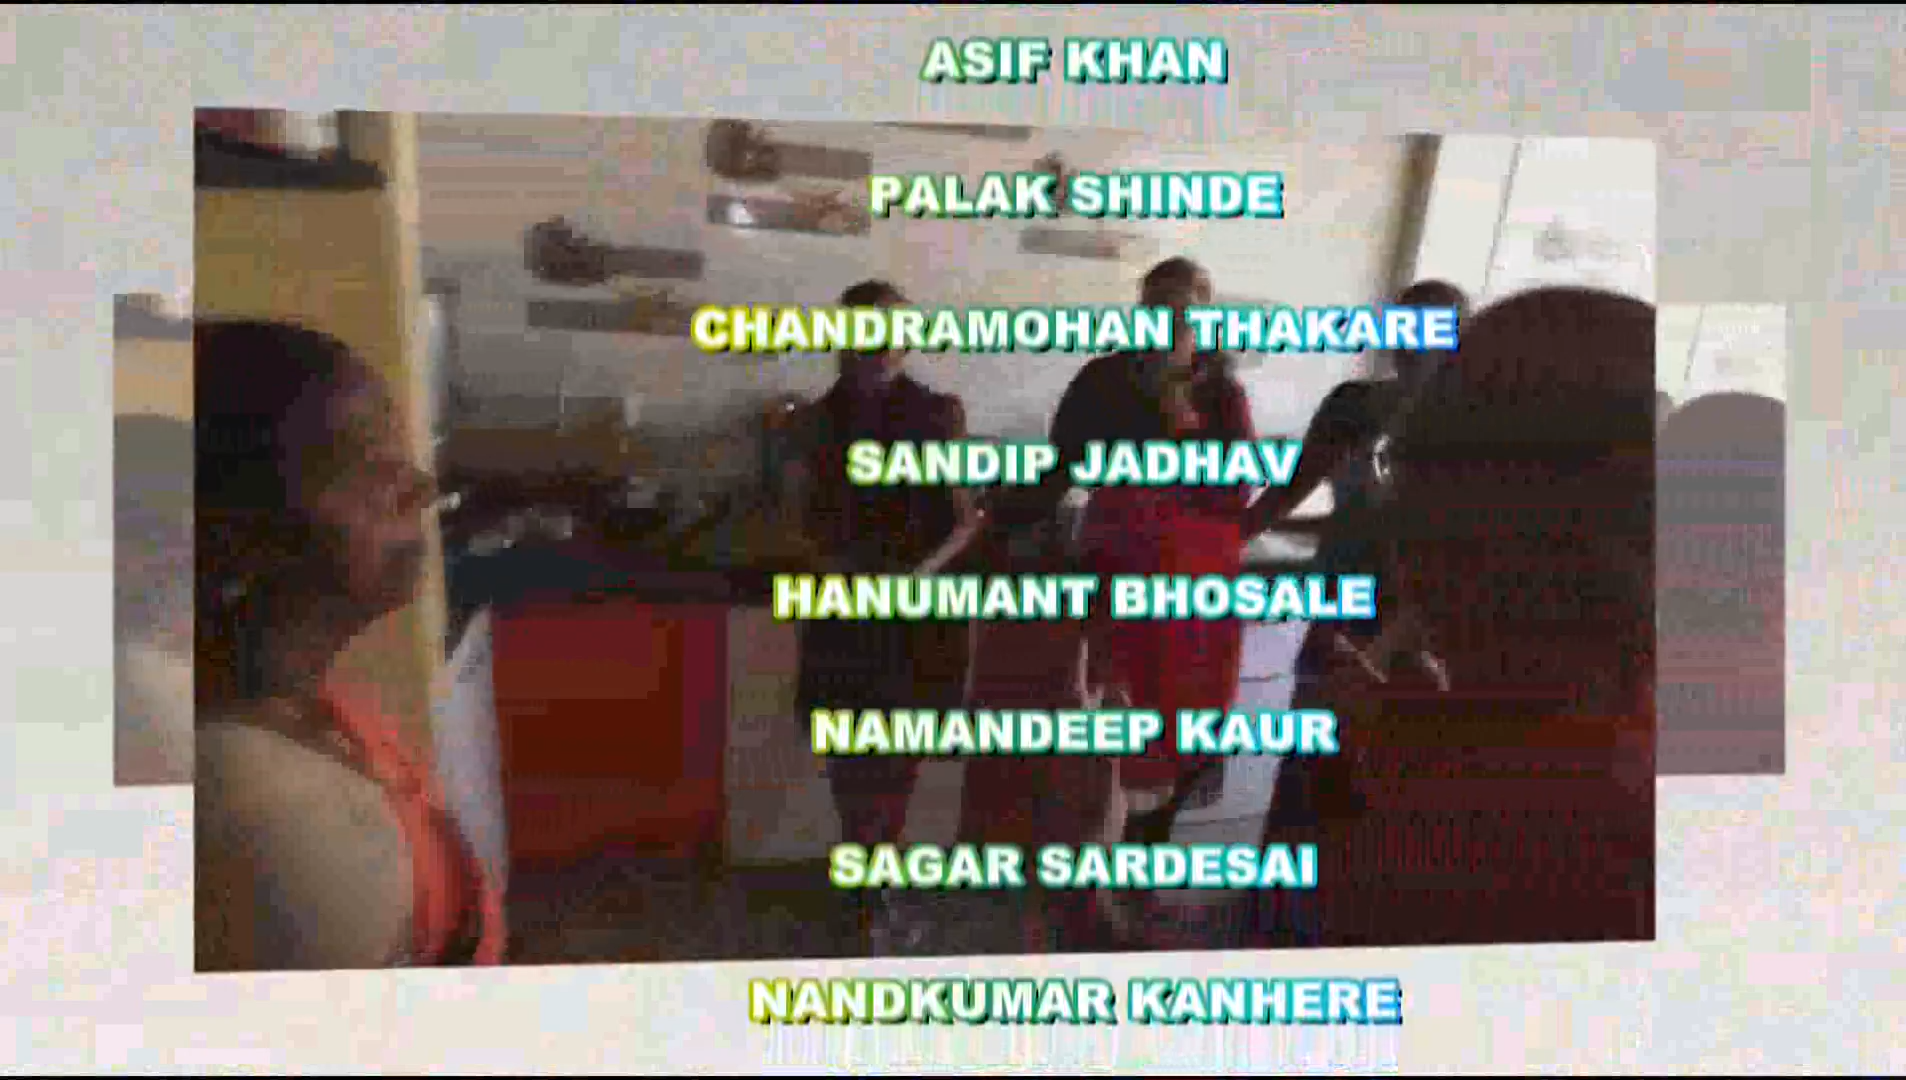 ASIF KHAN
PALAK SHINDE
CHANDRAMOHAN THAKARE
SANDIP JADHAV
HANUMANT BHOSALE
NAMANDEEP KAUR
SAGAR SARDESAI
NANDKUMAR KANHERE